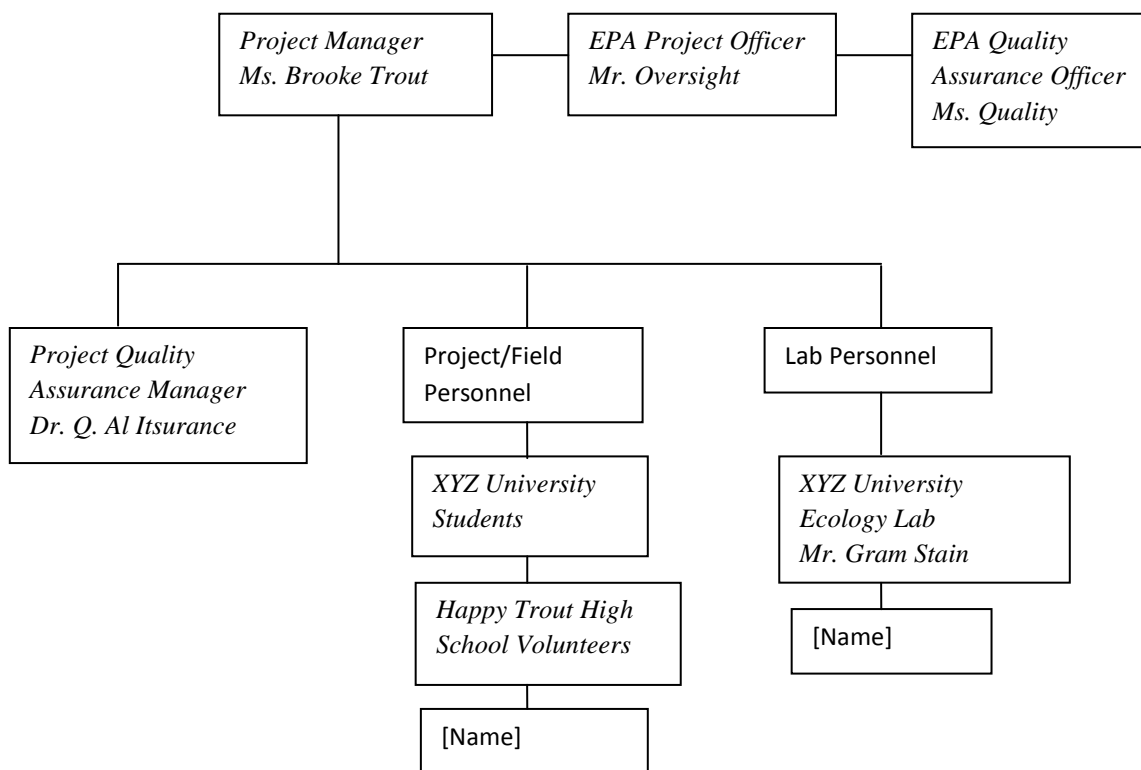 Project Manager
Ms. Brooke Trout
EPA Project Officer
Mr. Oversight
EPA Quality
Assurance Officer
Ms. Quality
Project Quality
Assurance Manager
Dr. Q. Al Itsurance
Project/Field
Personnel
Lab Personnel
XYZ University
Students
XYZ University
Ecology Lab
Mr. Gram Stain
Happy Trout High
School Volunteers
[Name]
[Name]